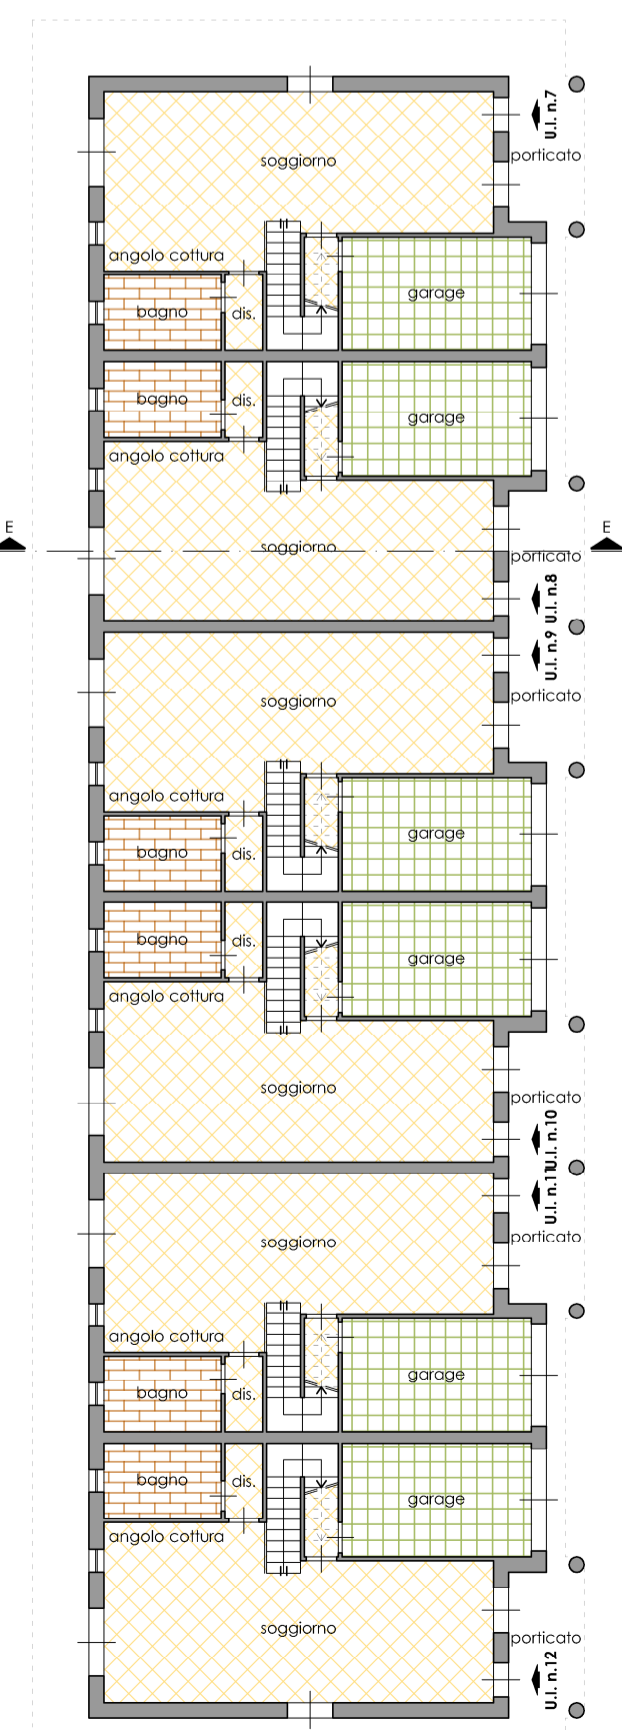 U.I. n.7
soggiorno
porticato
angolo cottura
bagno
dis.
garage
bagno
dis.
garage
angolo cottura
E
soggiorno
porticato
E
U.I. n.8
U.I. n.9
soggiorno
porticato
angolo cottura
bagno
dis.
garage
bagno
dis.
garage
angolo cottura
soggiorno
porticato
U.I. n.10
U.I. n.11
soggiorno
porticato
angolo cottura
bagno
dis.
garage
bagno
dis.
garage
angolo cottura
soggiorno
porticato
U.I. n.12